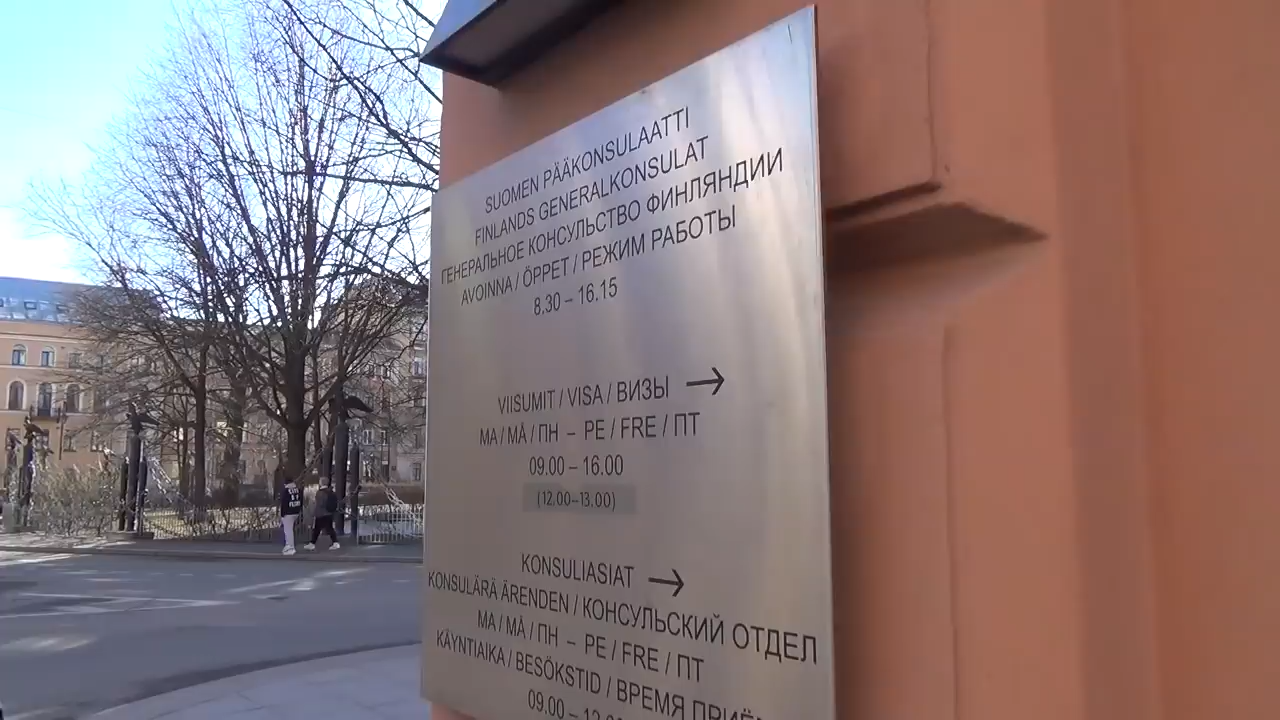 SUOMEN PÄÄKONSULAATTI
FINLANDS GENERALKONSULAT
ГЕНЕРАЛЬНОЕ КОНСУЛЬСТВО ФИНЛЯНДИИ
AVOINNA / ÖPPET / РЕЖИМ РАБОТЫ
8.30 – 16.15
VIISUMIT / VISA / ВИЗЫ →
MA / MÅ / ПН – PE / FRE / ПТ
09.00 – 16.00
(12.00–13.00)
KONSULIASIAT →
KONSULÄRA ÄRENDEN / КОНСУЛЬСКИЙ ОТДЕЛ
MA / MÅ / ПН – PE / FRE / ПТ
KÄYNTIAIKA / BESÖKSTID / ВРЕМЯ
09.00 –